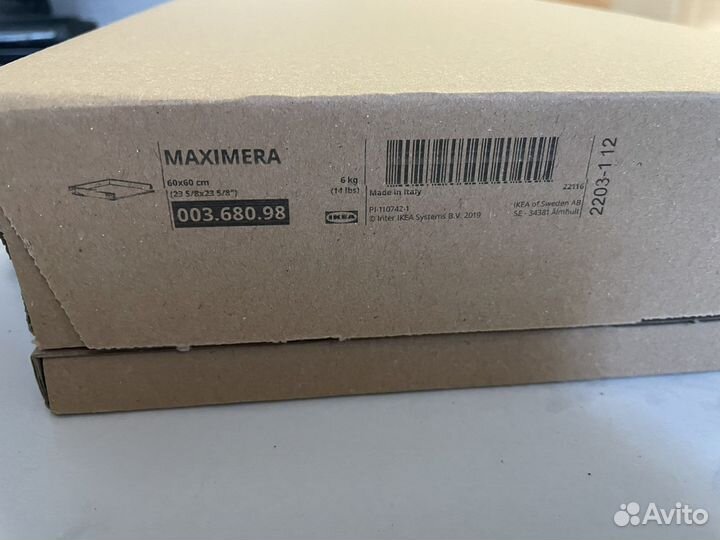 MAXIMERA
60x60 cm
(23 5/8x23 5/8")
6 kg
(14 lbs)
003.680.98
IKEA
22116
Made in Italy
PI-110742-1
© Inter IKEA Systems B.V. 2019
IKEA of Sweden AB
SE - 34381 Älmhult
2203-1 12
Avito